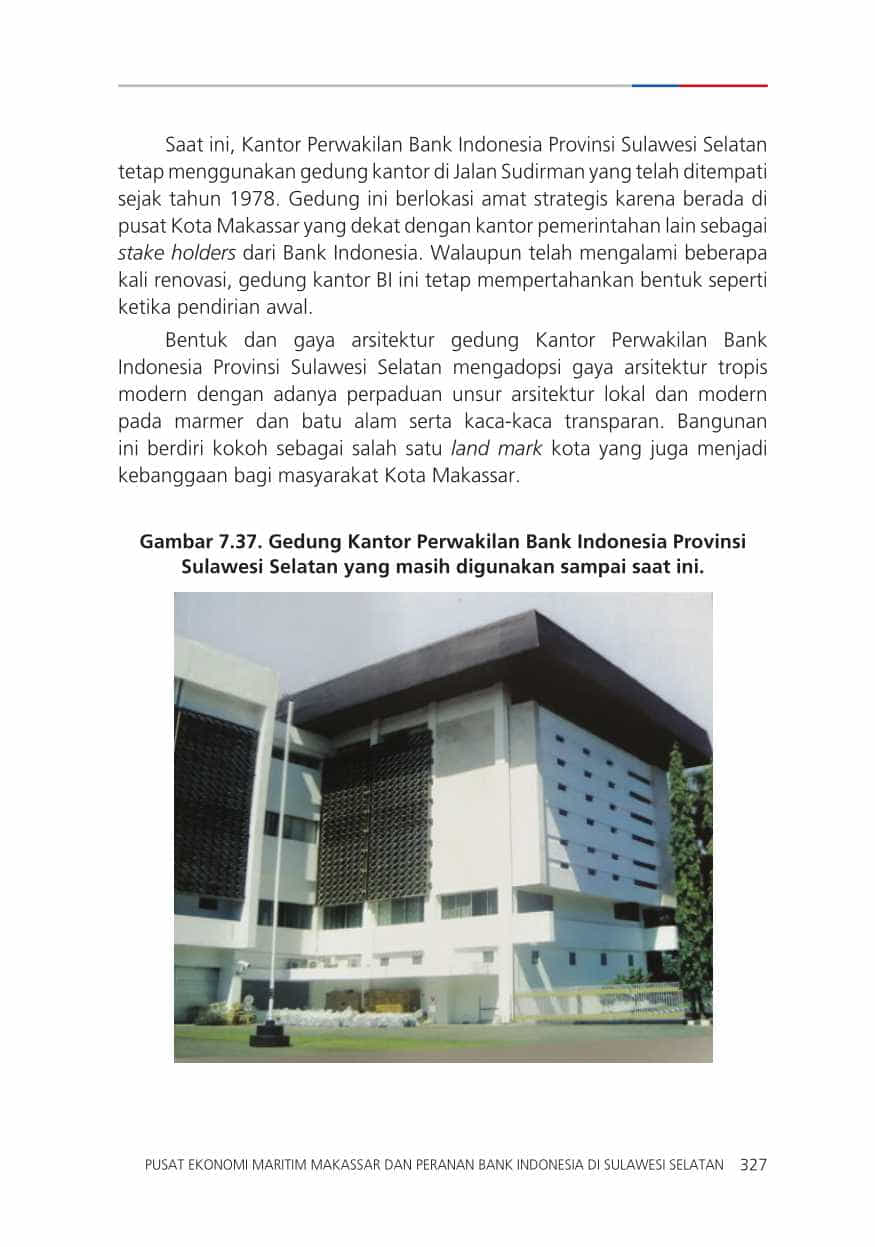 Saat ini, Kantor Perwakilan Bank Indonesia Provinsi Sulawesi Selatan
tetap menggunakan gedung kantor di Jalan Sudirman yang telah ditempati
sejak tahun 1978. Gedung ini berlokasi amat strategis karena berada di
pusat Kota Makassar yang dekat dengan kantor pemerintahan lain sebagai
stake holders dari Bank Indonesia. Walaupun telah mengalami beberapa
kali renovasi, gedung kantor BI ini tetap mempertahankan bentuk seperti
ketika pendirian awal.
Bentuk dan gaya arsitektur gedung Kantor Perwakilan Bank
Indonesia Provinsi Sulawesi Selatan mengadopsi gaya arsitektur tropis
modern dengan adanya perpaduan unsur arsitektur lokal dan modern
pada marmer dan batu alam serta kaca-kaca transparan. Bangunan
ini berdiri kokoh sebagai salah satu land mark kota yang juga menjadi
kebanggaan bagi masyarakat Kota Makassar.
Gambar 7.37. Gedung Kantor Perwakilan Bank Indonesia Provinsi
Sulawesi Selatan yang masih digunakan sampai saat ini.
PUSAT EKONOMI MARITIM MAKASSAR DAN PERANAN BANK INDONESIA DI SULAWESI SELATAN 327